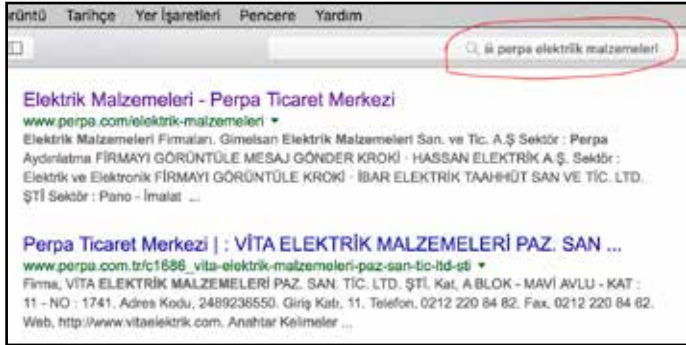 rüntü Tarihçe Yer İşaretleri Pencere Yardım
perpa elektriik malzemeleri
Elektrik Malzemeleri - Perpa Ticaret Merkezi
www.perpa.com/elektrik-malzemeleri
Elektrik Malzemeleri Firmaları. Gimelsan Elektrik Malzemeleri San. ve Tic. A.Ş Sektör : Perpa
Aydınlatma FİRMAYI GÖRÜNTÜLE MESAJ GÖNDER KROKİ · HASSAN ELEKTRİK A.Ş. Sektör :
Elektrik ve Elektronik FİRMAYI GÖRÜNTÜLE KROKİ · İBAR ELEKTRİK TAAHHÜT SAN VE TİC. LTD.
ŞTİ Sektör : Pano - İmalat ...
Perpa Ticaret Merkezi | : VİTA ELEKTRİK MALZEMELERİ PAZ. SAN ...
www.perpa.com.tr/c1686_vita-elektrik-malzemeleri-paz-san-tic-ltd-sti
Firma, VİTA ELEKTRİK MALZEMELERİ PAZ. SAN. TİC. LTD. ŞTİ. Kat, A BLOK - MAVİ AVLU - KAT :
11 - NO : 1741. Adres Kodu, 2489236550. Giriş Katı, 11. Telefon, 0212 220 84 82. Fax, 0212 220 84 62.
Web, http://www.vitaelektrik.com. Anahtar Kelimeler ...